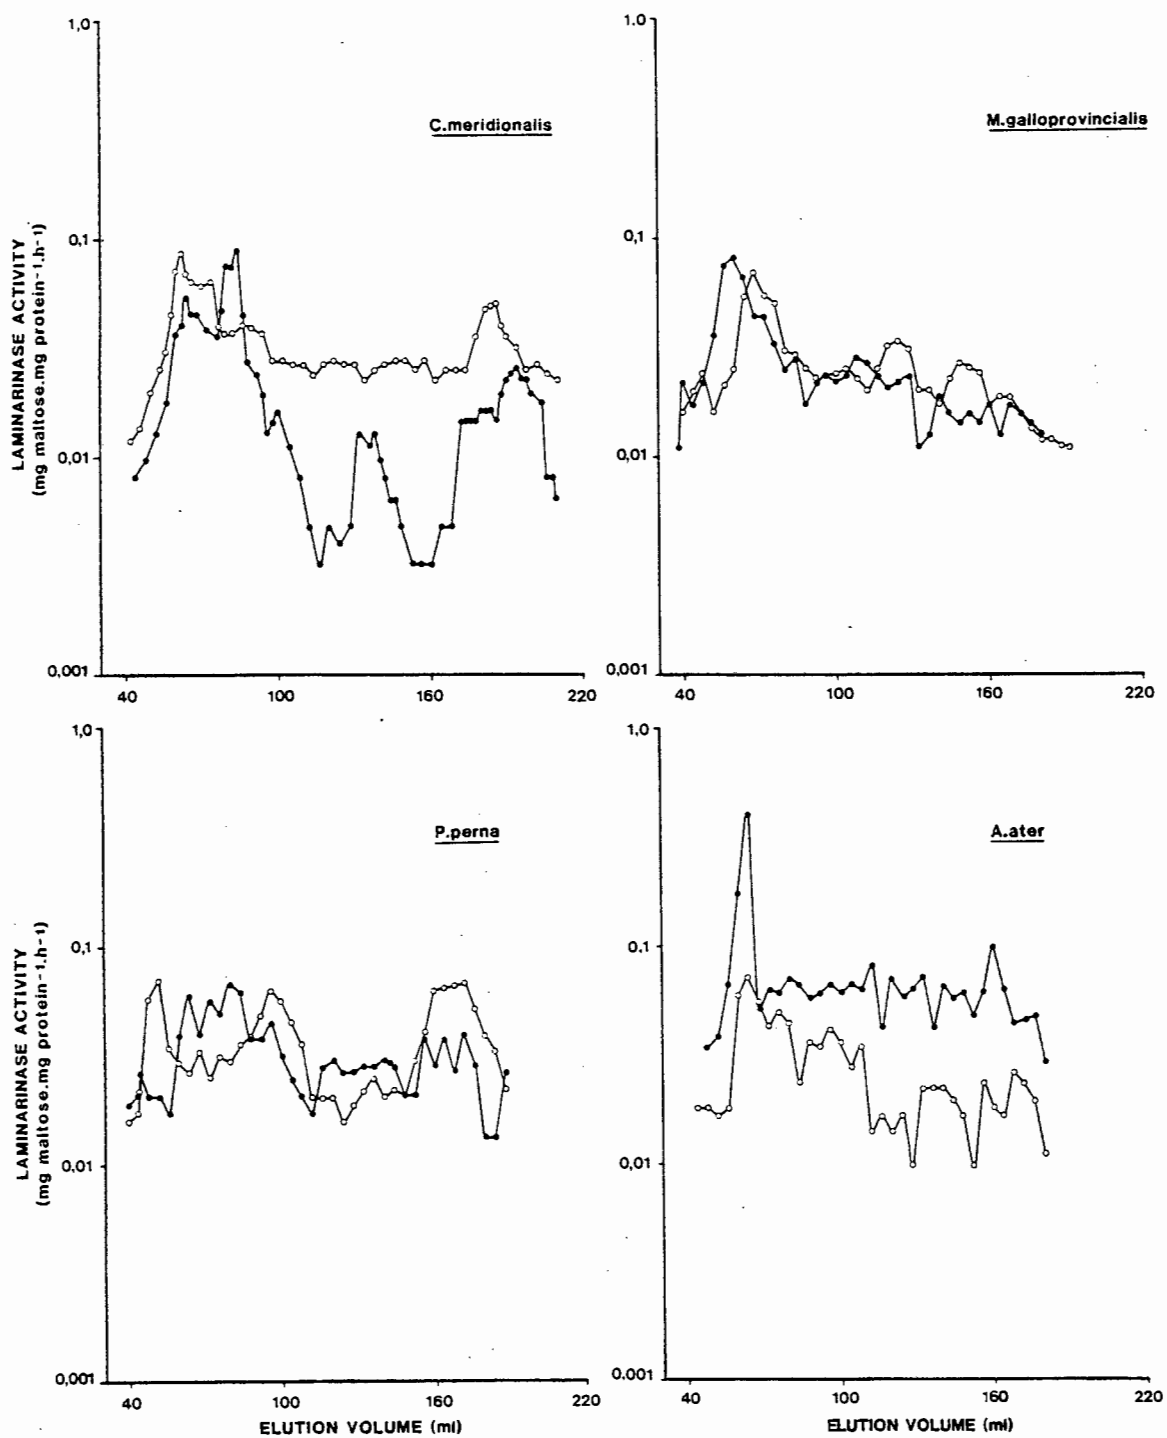 C.meridionalis
LAMINARINASE ACTIVITY
(mg maltose.mg protein-1.h-1)
1,0
0,1
0,01
0,001
40 100 160 220
M.galloprovincialis
1.0
0,1
0,01
0.001
40 100 160 220
P.perna
LAMINARINASE ACTIVITY
(mg maltose.mg protein-1.h-1)
1,0
0,1
0,01
0,001
40 100 160 220
ELUTION VOLUME (ml)
A.ater
1,0
0,1
0,01
0.001
40 100 160 220
ELUTION VOLUME (ml)